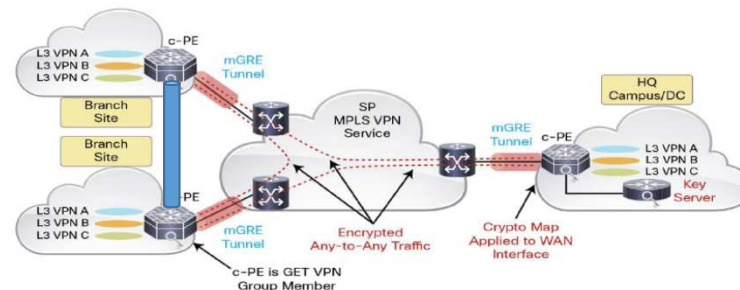 c-PE
L3 VPN A
L3 VPN B
L3 VPN C
mGRE
Tunnel
Branch
Site
HQ
Campus/DC
SP
MPLS VPN
Service
mGRE
Tunnel
c-PE
L3 VPN A
L3 VPN B
L3 VPN C
Key
Server
Branch
Site
-PE
L3 VPN A
L3 VPN B
L3 VPN C
mGRE
Tunnel
Encrypted
Any-to-Any Traffic
Crypto Map
Applied to WAN
Interface
c-PE is GET VPN
Group Member